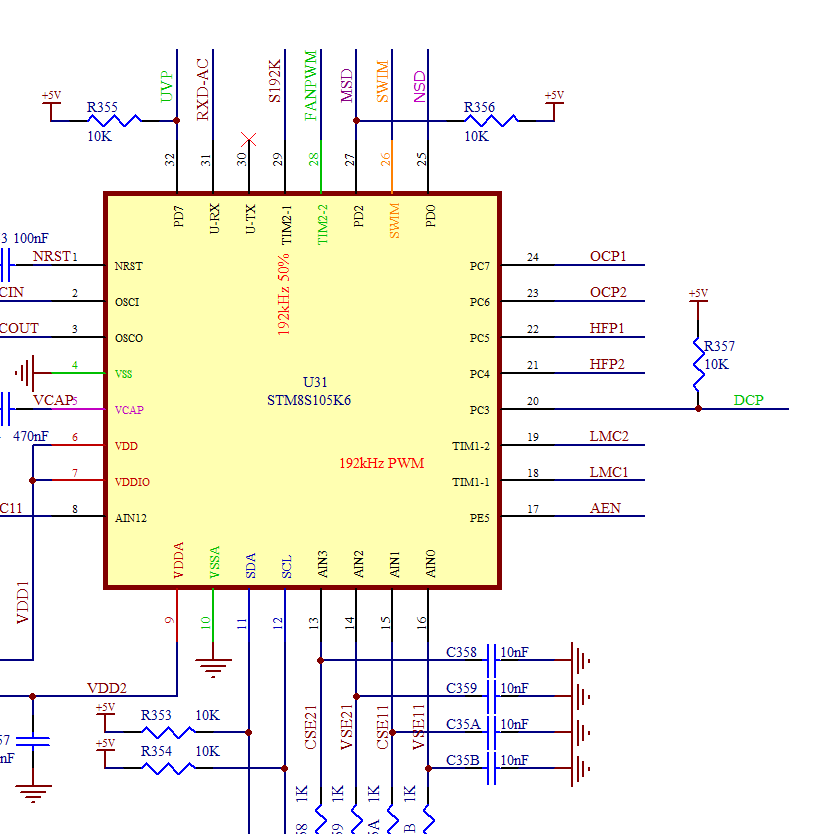 UVP
RXD-AC
S192K
FANPWM
MSD
SWIM
NSD
+5V
R355
10K
R356
10K
+5V
32
31
30
29
28
27
26
25
PD7
U-RX
U-TX
TIM2-1
TIM2-2
PD2
SWIM
PD0
192kHz 50%
3 100nF
NRST 1 NRST
CIN 2 OSCI
COUT 3 OSCO
4 VSS
VCAP 5 VCAP
470nF
6 VDD
7 VDDIO
C11 8 AIN12
U31
STM8S105K6
192kHz PWM
PC7 24 OCP1
PC6 23 OCP2
PC5 22 HFP1
PC4 21 HFP2
PC3 20 DCP
TIM1-2 19 LMC2
TIM1-1 18 LMC1
PE5 17 AEN
+5V
R357
10K
VDDA
VSSA
SDA
SCL
AIN3
AIN2
AIN1
AIN0
9
10
11
12
13
14
15
16
VDD1
VDD2
+5V
R353 10K
+5V
R354 10K
57
nF
CSE21
VSE21
CSE11
VSE11
C358 10nF
C359 10nF
C35A 10nF
C35B 10nF
1K
1K
1K
1K
58
59
5A
B